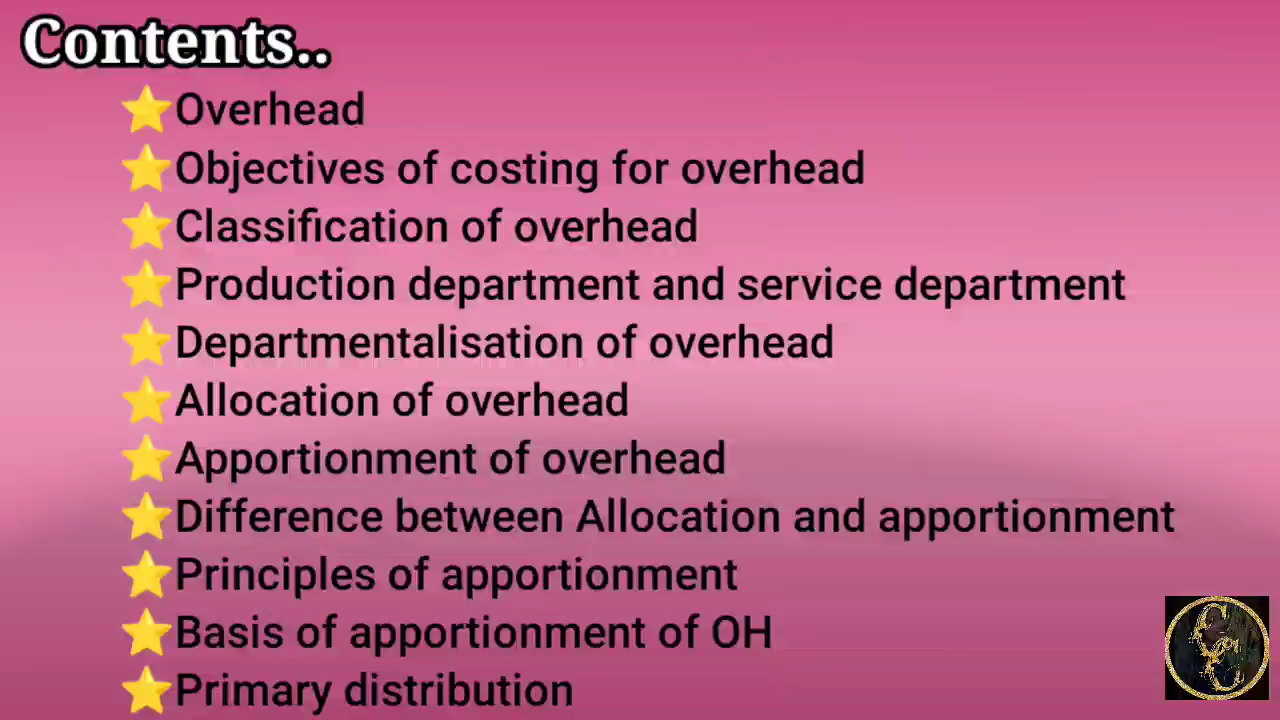 Contents..
⭐Overhead
⭐Objectives of costing for overhead
⭐Classification of overhead
⭐Production department and service department
⭐Departmentalisation of overhead
⭐Allocation of overhead
⭐Apportionment of overhead
⭐Difference between Allocation and apportionment
⭐Principles of apportionment
⭐Basis of apportionment of OH
⭐Primary distribution